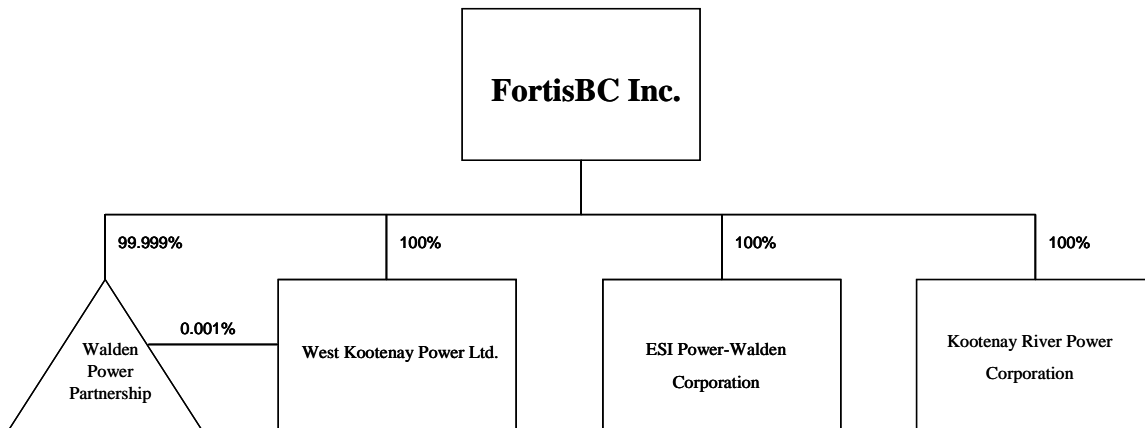 FortisBC Inc.
99.999%
100%
100%
100%
0.001%
Walden
Power
Partnership
West Kootenay Power Ltd.
ESI Power-Walden
Corporation
Kootenay River Power
Corporation